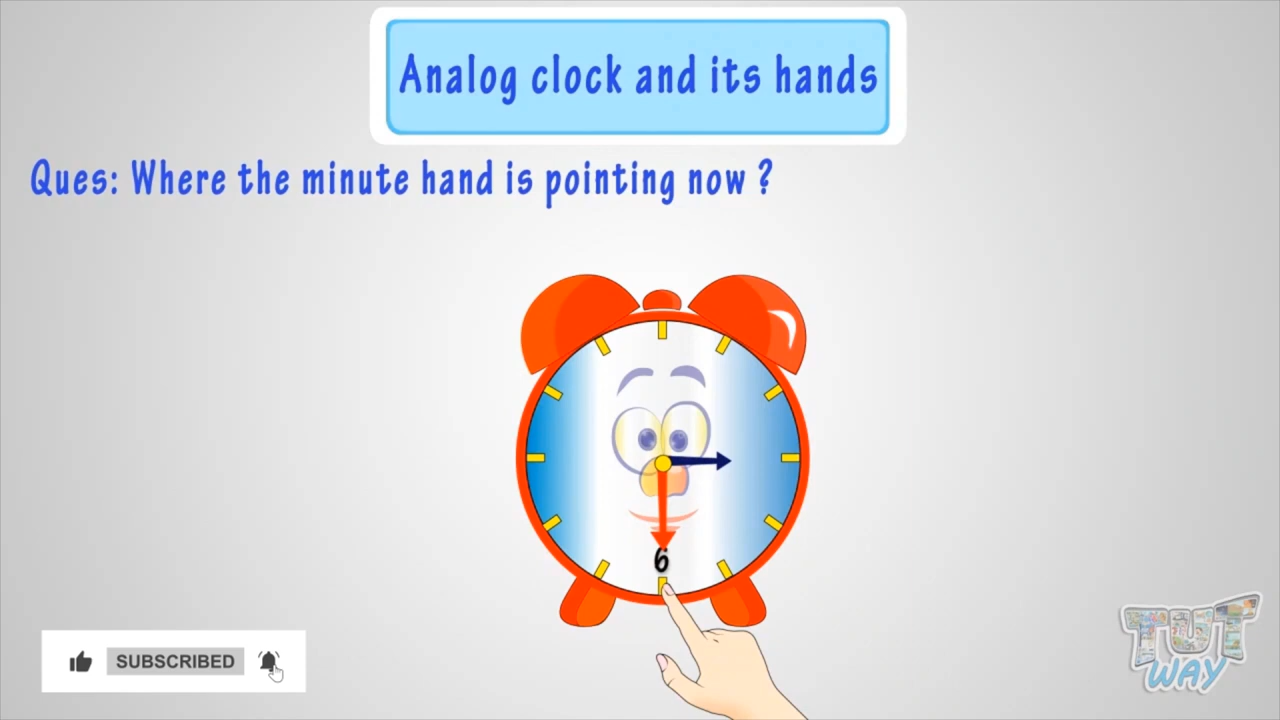 Analog clock and its hands
Ques: Where the minute hand is pointing now ?
6
SUBSCRIBED
TUT
WAY